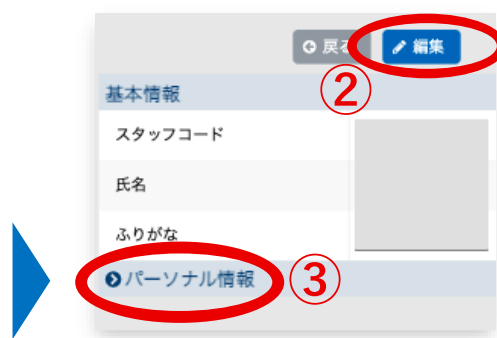 戻る 編集
②
基本情報
スタッフコード
氏名
ふりがな
パーソナル情報 ③